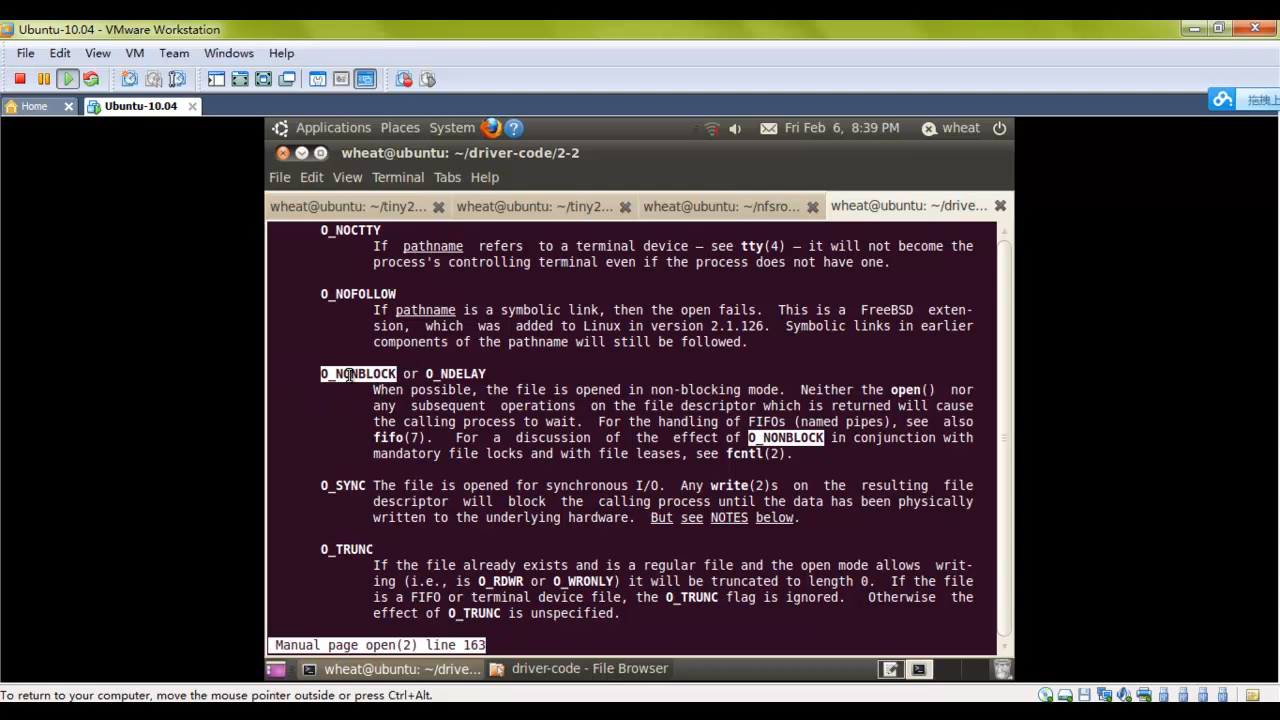 Ubuntu-10.04 - VMware Workstation
File Edit View VM Team Windows Help
Home Ubuntu-10.04
拖拽上
Applications Places System Fri Feb 6, 8:39 PM wheat
wheat@ubuntu: ~/driver-code/2-2
File Edit View Terminal Tabs Help
wheat@ubuntu: ~/tiny2... wheat@ubuntu: ~/tiny2... wheat@ubuntu: ~/nfsro... wheat@ubuntu: ~/drive...
O_NOCTTY
If pathname refers to a terminal device — see tty(4) — it will not become the
process's controlling terminal even if the process does not have one.
O_NOFOLLOW
If pathname is a symbolic link, then the open fails. This is a FreeBSD exten-
sion, which was added to Linux in version 2.1.126. Symbolic links in earlier
components of the pathname will still be followed.
O_NONBLOCK or O_NDELAY
When possible, the file is opened in non-blocking mode. Neither the open() nor
any subsequent operations on the file descriptor which is returned will cause
the calling process to wait. For the handling of FIFOs (named pipes), see also
fifo(7). For a discussion of the effect of O_NONBLOCK in conjunction with
mandatory file locks and with file leases, see fcntl(2).
O_SYNC The file is opened for synchronous I/O. Any write(2)s on the resulting file
descriptor will block the calling process until the data has been physically
written to the underlying hardware. But see NOTES below.
O_TRUNC
If the file already exists and is a regular file and the open mode allows writ-
ing (i.e., is O_RDWR or O_WRONLY) it will be truncated to length 0. If the file
is a FIFO or terminal device file, the O_TRUNC flag is ignored. Otherwise the
effect of O_TRUNC is unspecified.
Manual page open(2) line 163
wheat@ubuntu: ~/drive... driver-code - File Browser
To return to your computer, move the mouse pointer outside or press Ctrl+Alt.